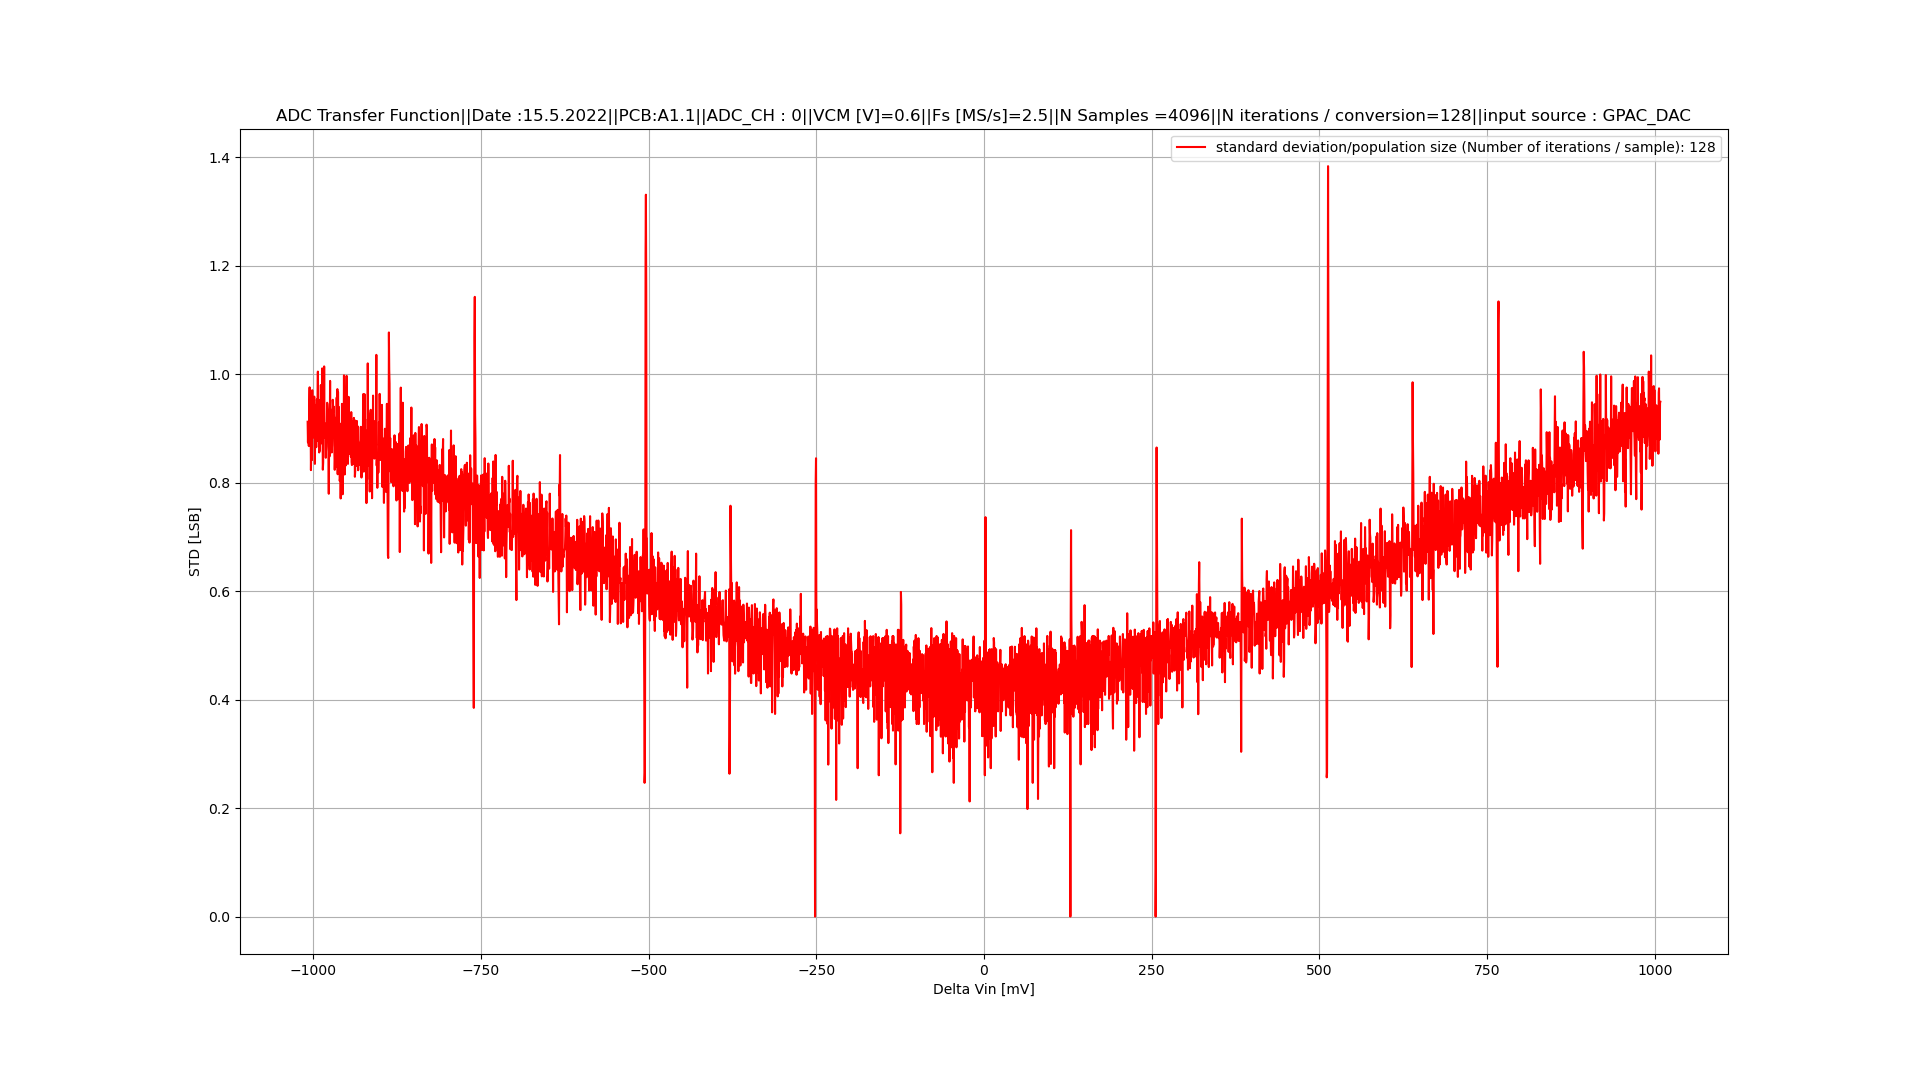 ADC Transfer Function||Date :15.5.2022||PCB:A1.1||ADC_CH : 0||VCM [V]=0.6||Fs [MS/s]=2.5||N Samples =4096||N iterations / conversion=128||input source : GPAC_DAC
standard deviation/population size (Number of iterations / sample): 128
1.4
1.2
1.0
0.8
0.6
0.4
0.2
0.0
STD [LSB]
−1000 −750 −500 −250 0 250 500 750 1000
Delta Vin [mV]